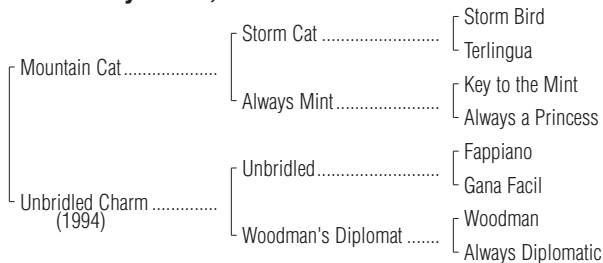 Storm Bird
Storm Cat ........................
Terlingua
Mountain Cat ....................
Key to the Mint
Always Mint......................
Always a Princess
Fappiano
Unbridled..........................
Gana Facil
Unbridled Charm ..............
(1994)
Woodman
Woodman's Diplomat .......
Always Diplomatic